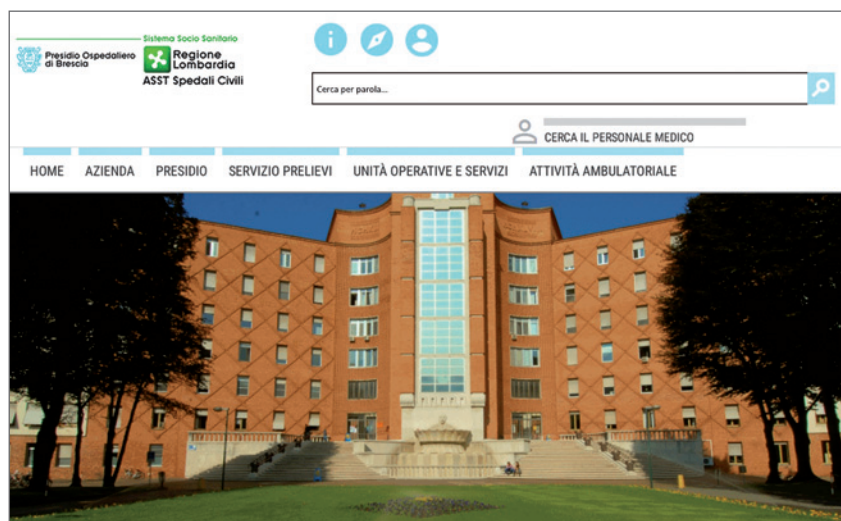 Presidio Ospedaliero
di Brescia
Sistema Socio Sanitario
Regione
Lombardia
ASST Spedali Civili
Cerca per parola...
CERCA IL PERSONALE MEDICO
HOME AZIENDA PRESIDIO SERVIZIO PRELIEVI UNITÀ OPERATIVE E SERVIZI ATTIVITÀ AMBULATORIALE